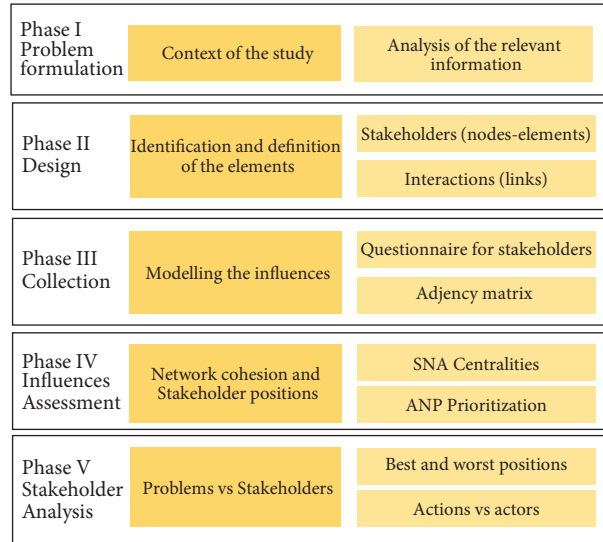 Phase I
Problem
formulation
Context of the study
Analysis of the relevant
information
Phase II
Design
Identification and definition
of the elements
Stakeholders (nodes-elements)
Interactions (links)
Phase III
Collection
Modelling the influences
Questionnaire for stakeholders
Adjency matrix
Phase IV
Influences
Assessment
Network cohesion and
Stakeholder positions
SNA Centralities
ANP Prioritization
Phase V
Stakeholder
Analysis
Problems vs Stakeholders
Best and worst positions
Actions vs actors